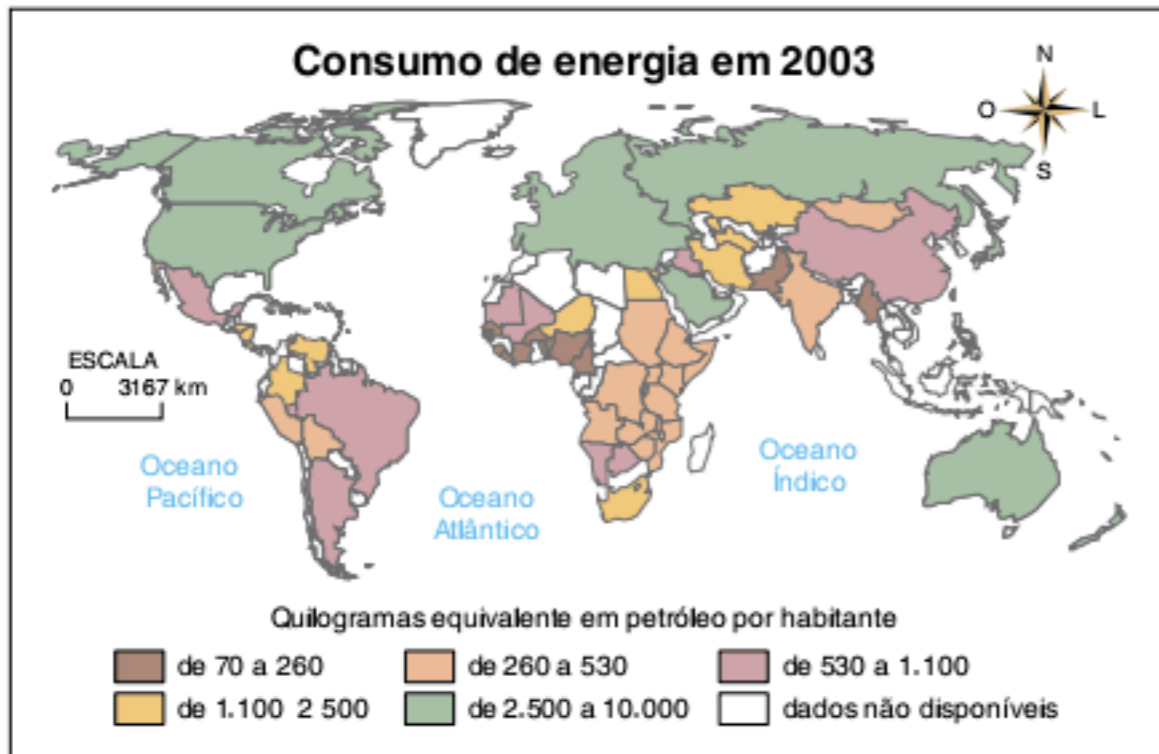 Consumo de energia em 2003
N
O
L
S
ESCALA
0 3167 km
Oceano
Pacífico
Oceano
Atlântico
Oceano
Índico
Quilogramas equivalente em petróleo por habitante
de 70 a 260
de 260 a 530
de 530 a 1.100
de 1.100 2 500
de 2.500 a 10.000
dados não disponíveis